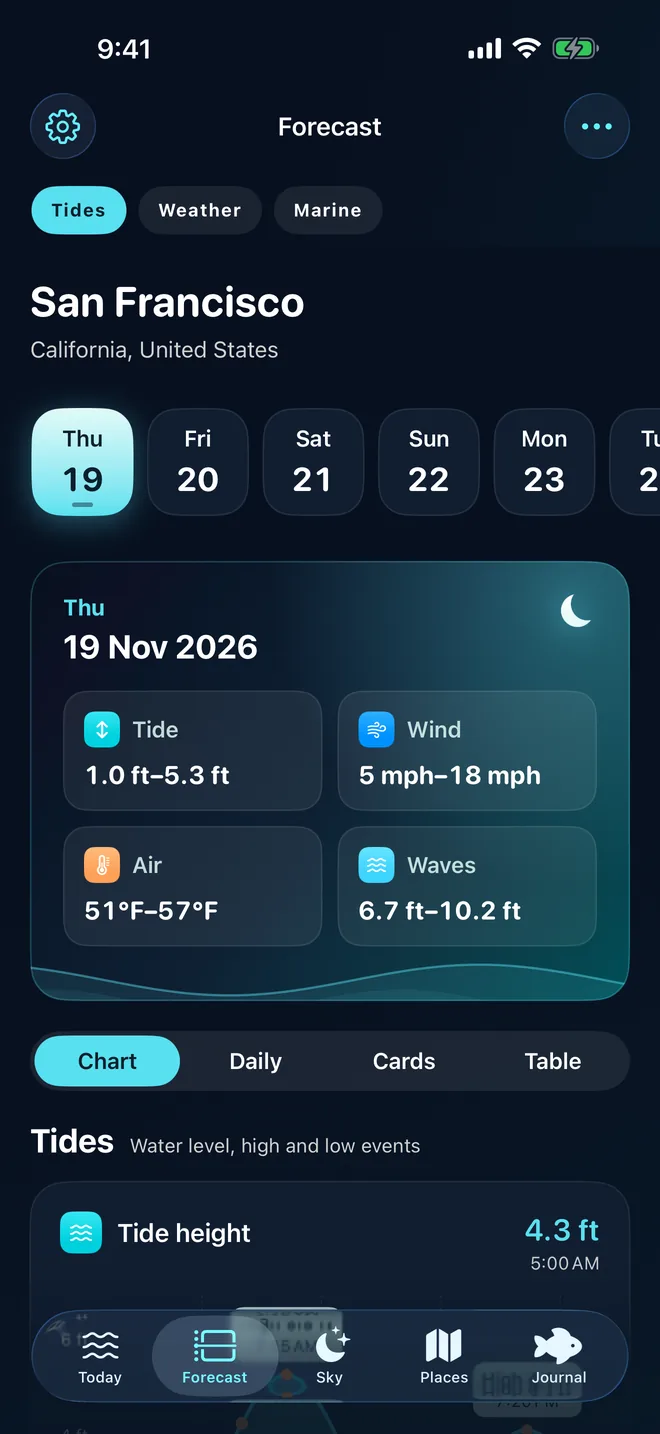 9:41
Forecast
Tides Weather Marine
San Francisco
California, United States
Thu Fri Sat Sun Mon
19 20 21 22 23
Thu
19 Nov 2026
Tide Wind
1.0 ft–5.3 ft 5 mph–18 mph
Air Waves
51°F–57°F 6.7 ft–10.2 ft
Chart Daily Cards Table
Tides Water level, high and low events
Tide height 4.3 ft
5:00 AM
Today Forecast Sky Places Journal